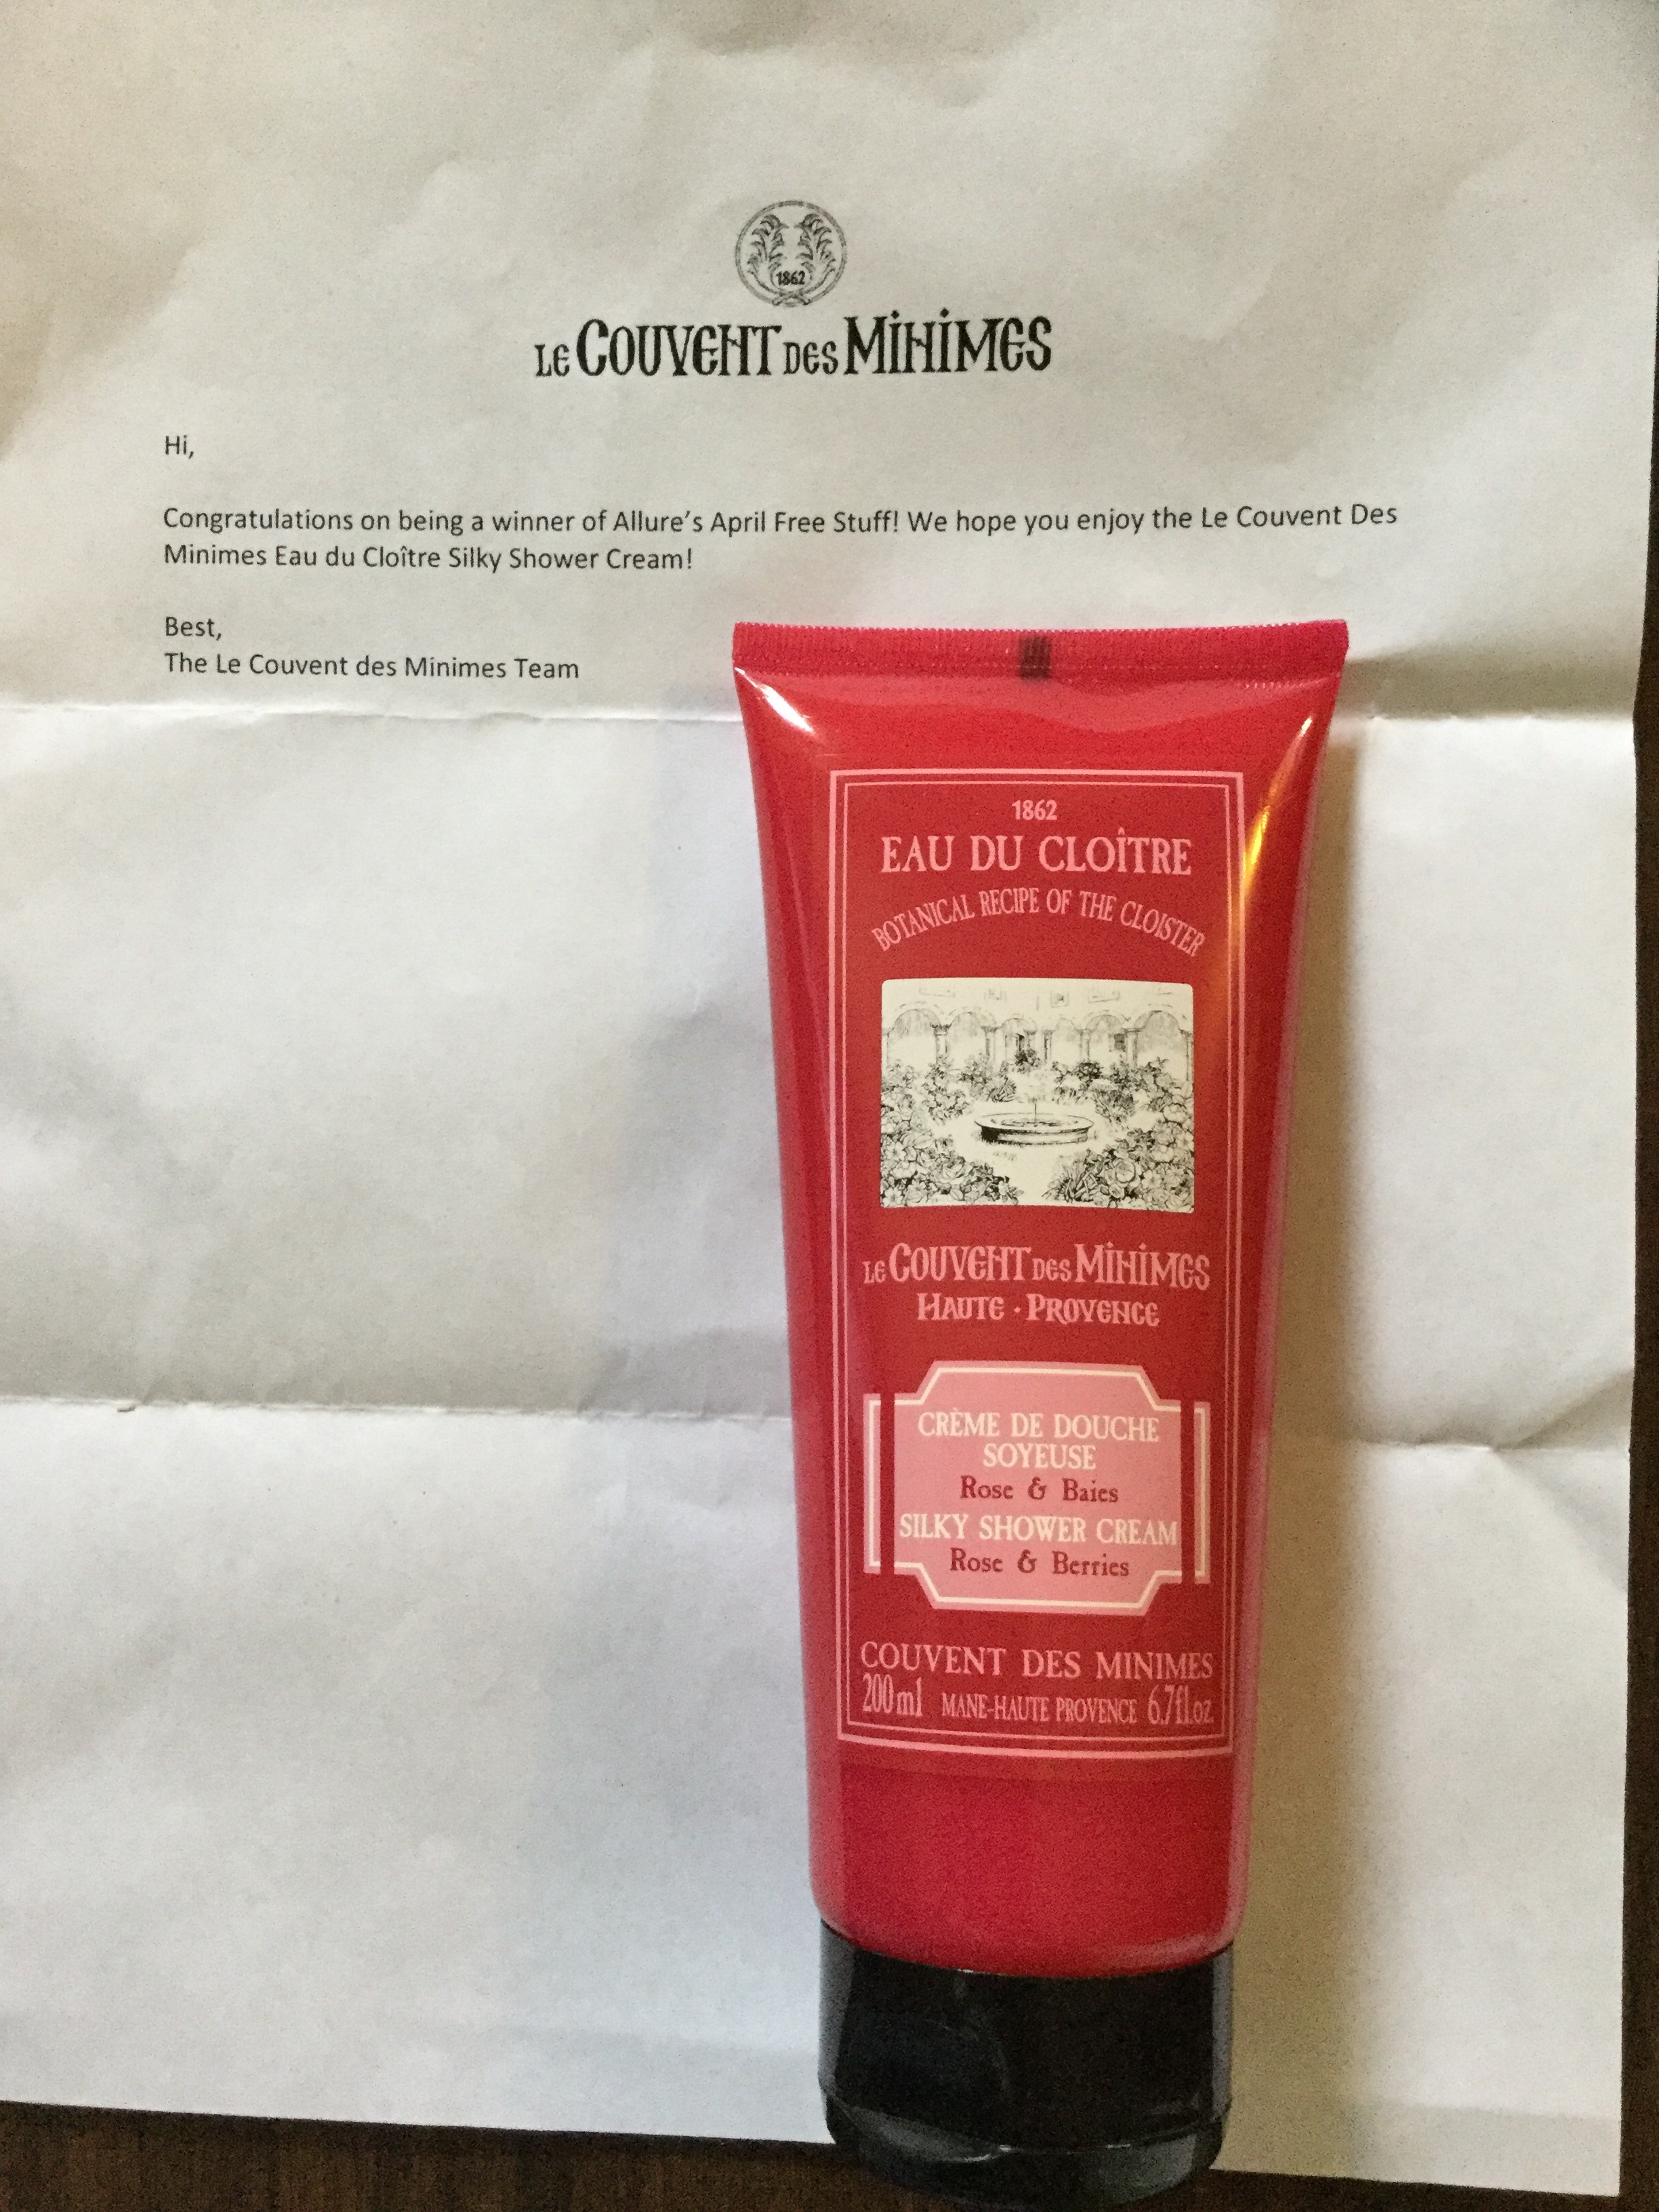 1862
LE COUVENT DES MINIMES
Hi,
Congratulations on being a winner of Allure's April Free Stuff! We hope you enjoy the Le Couvent Des
Minimes Eau du Cloître Silky Shower Cream!
Best,
The Le Couvent des Minimes Team
1862
EAU DU CLOÎTRE
BOTANICAL RECIPE OF THE CLOISTER
LE COUVENT DES MINIMES
HAUTE · PROVENCE
CRÈME DE DOUCHE
SOYEUSE
Rose & Baies
SILKY SHOWER CREAM
Rose & Berries
COUVENT DES MINIMES
200ml MANE-HAUTE PROVENCE 6.7fl.oz